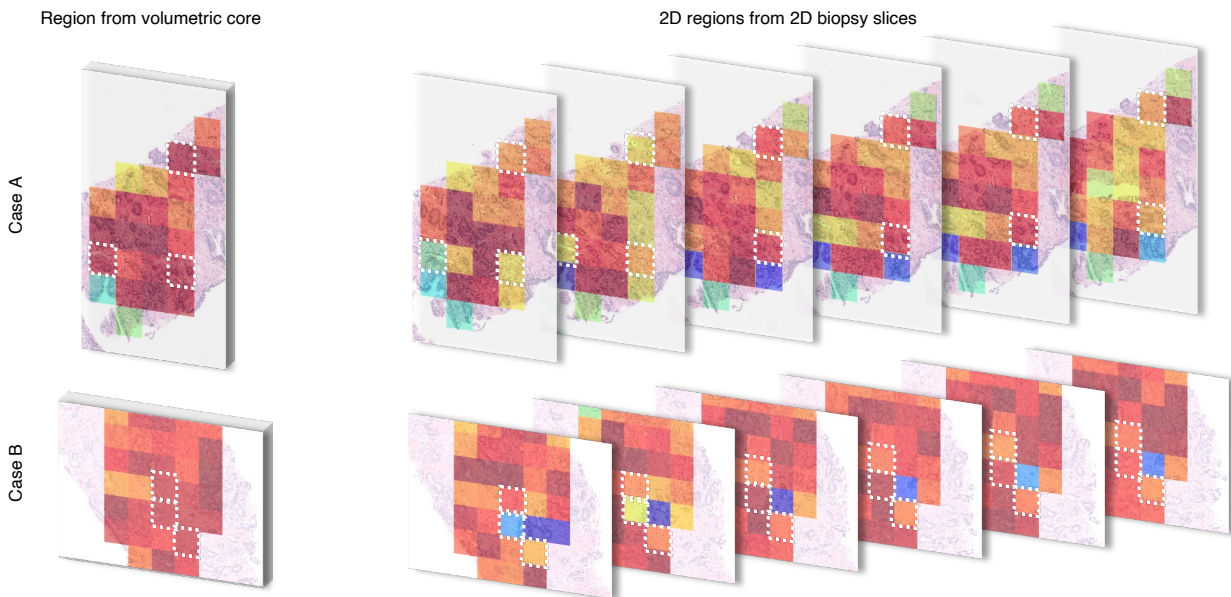 Region from volumetric core
2D regions from 2D biopsy slices
Case A
Case B